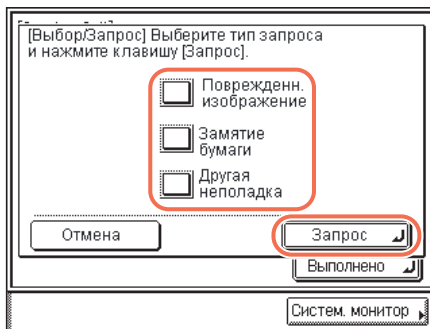 [Выбор/Запрос] Выберите тип запроса
и нажмите клавишу [Запрос].
Поврежденн.
изображение
Замятие
бумаги
Другая
неполадка
Отмена
Запрос
Выполнено
Систем. монитор